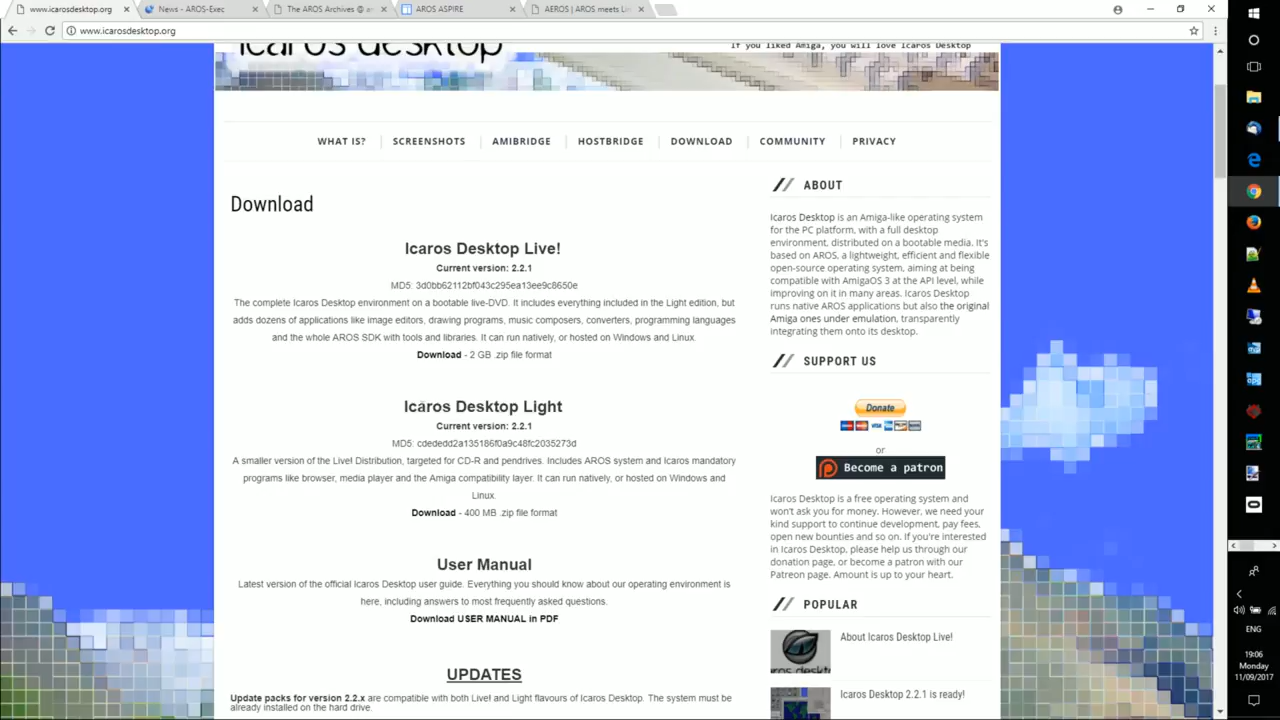 www.icarosdesktop.org
News - AROS-Exec
The AROS Archives @ a
AROS ASPIRE
AEROS | AROS meets Li
www.icarosdesktop.org
icaros desktop
If you liked Amiga, you will love Icaros Desktop
WHAT IS?
SCREENSHOTS
AMIBRIDGE
HOSTBRIDGE
DOWNLOAD
COMMUNITY
PRIVACY
Download
Icaros Desktop Live!
Current version: 2.2.1
MD5: 3d0bb62112bf043c295ea13ee9c8650e
The complete Icaros Desktop environment on a bootable live-DVD. It includes everything included in the Light edition, but
adds dozens of applications like image editors, drawing programs, music composers, converters, programming languages
and the whole AROS SDK with tools and libraries. It can run natively, or hosted on Windows and Linux.
Download - 2 GB .zip file format
Icaros Desktop Light
Current version: 2.2.1
MD5: cdededd2a135186f0a9c48fc2035273d
A smaller version of the Live! Distribution, targeted for CD-R and pendrives. Includes AROS system and Icaros mandatory
programs like browser, media player and the Amiga compatibility layer. It can run natively, or hosted on Windows and
Linux.
Download - 400 MB .zip file format
User Manual
Latest version of the official Icaros Desktop user guide. Everything you should know about our operating environment is
here, including answers to most frequently asked questions.
Download USER MANUAL in PDF
UPDATES
Update packs for version 2.2.x are compatible with both Live! and Light flavours of Icaros Desktop. The system must be
already installed on the hard drive.
ABOUT
Icaros Desktop is an Amiga-like operating system
for the PC platform, with a full desktop
environment, distributed on a bootable media. It's
based on AROS, a lightweight, efficient and flexible
open-source operating system, aiming at being
compatible with AmigaOS 3 at the API level, while
improving on it in many areas. Icaros Desktop
runs native AROS applications but also the original
Amiga ones under emulation, transparently
integrating them onto its desktop.
SUPPORT US
Donate
or
Become a patron
Icaros Desktop is a free operating system and
won't ask you for money. However, we need your
kind support to continue development, pay fees,
open new bounties and so on. If you're interested
in Icaros Desktop, please help us through our
donation page, or become a patron with our
Patreon page. Amount is up to your heart.
POPULAR
About Icaros Desktop Live!
Icaros Desktop 2.2.1 is ready!
ENG
19:06
Monday
11/09/2017